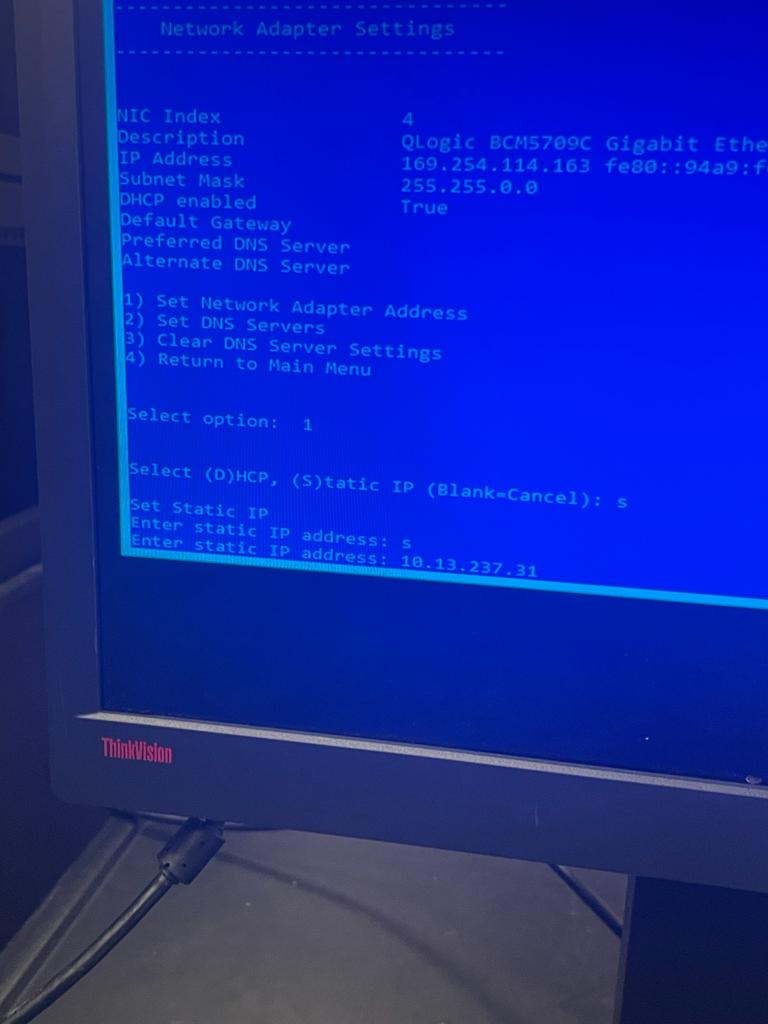 Network Adapter Settings
NIC Index 4
Description QLogic BCM5709C Gigabit Ethe
IP Address 169.254.114.163 fe80::94a9:f
Subnet Mask 255.255.0.0
DHCP enabled True
Default Gateway
Preferred DNS Server
Alternate DNS Server
1) Set Network Adapter Address
2) Set DNS Servers
3) Clear DNS Server Settings
4) Return to Main Menu
Select option: 1
Select (D)HCP, (S)tatic IP (Blank=Cancel): s
Set Static IP
Enter static IP address: s
Enter static IP address: 10.13.237.31
ThinkVision